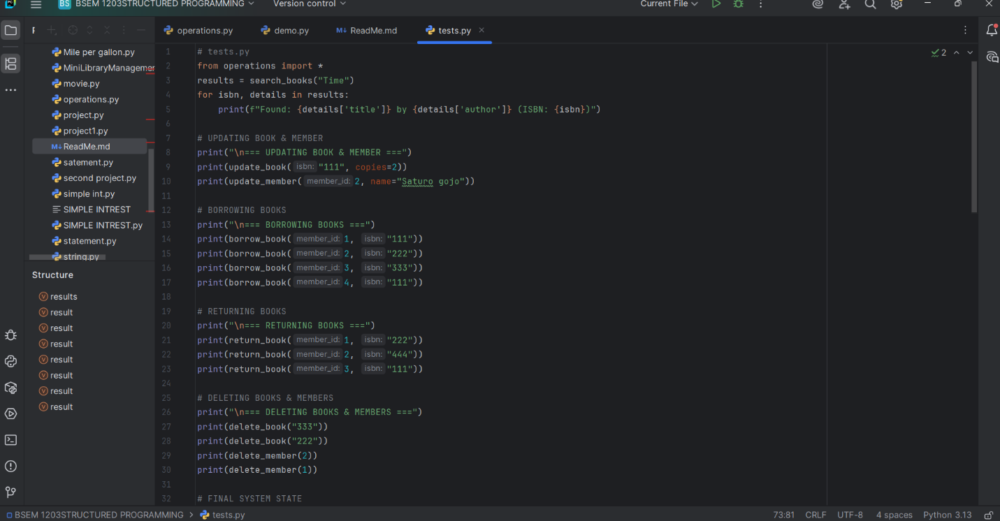 BS BSEM 1203STRUCTURED PROGRAMMING Version control Current File
operations.py demo.py M↓ ReadMe.md tests.py
Mile per gallon.py
MiniLibraryManagemer
movie.py
operations.py
project.py
project1.py
M↓ ReadMe.md
satement.py
second project.py
simple int.py
SIMPLE INTREST
SIMPLE INTREST.py
statement.py
string.py
Structure
results
result
result
result
result
result
result
result
2
1 # tests.py
2 from operations import *
3 results = search_books("Time")
4 for isbn, details in results:
5 print(f"Found: {details['title']} by {details['author']} (ISBN: {isbn})")
6
7 # UPDATING BOOK & MEMBER
8 print("\n=== UPDATING BOOK & MEMBER ===")
9 print(update_book( isbn: "111", copies=2))
10 print(update_member( member_id: 2, name="Saturo gojo"))
11
12 # BORROWING BOOKS
13 print("\n=== BORROWING BOOKS ===")
14 print(borrow_book( member_id: 1, isbn: "111"))
15 print(borrow_book( member_id: 2, isbn: "222"))
16 print(borrow_book( member_id: 3, isbn: "333"))
17 print(borrow_book( member_id: 4, isbn: "111"))
18
19 # RETURNING BOOKS
20 print("\n=== RETURNING BOOKS ===")
21 print(return_book( member_id: 1, isbn: "222"))
22 print(return_book( member_id: 2, isbn: "444"))
23 print(return_book( member_id: 3, isbn: "111"))
24
25 # DELETING BOOKS & MEMBERS
26 print("\n=== DELETING BOOKS & MEMBERS ===")
27 print(delete_book("333"))
28 print(delete_book("222"))
29 print(delete_member(2))
30 print(delete_member(1))
31
32 # FINAL SYSTEM STATE
BSEM 1203STRUCTURED PROGRAMMING > tests.py 73:81 CRLF UTF-8 4 spaces Python 3.13